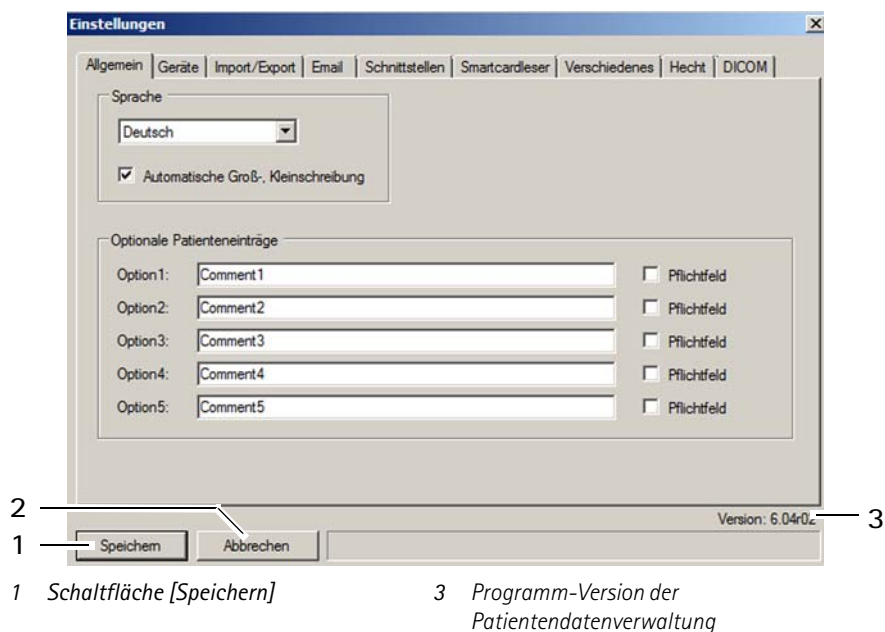 Einstellungen
Allgemein Geräte Import/Export Email Schnittstellen Smartcardleser Verschiedenes Hecht DICOM
Sprache
Deutsch
Automatische Groß-, Kleinschreibung
Optionale Patienteneinträge
Option1: Comment1 Pflichtfeld
Option2: Comment2 Pflichtfeld
Option3: Comment3 Pflichtfeld
Option4: Comment4 Pflichtfeld
Option5: Comment5 Pflichtfeld
2
Version: 6.04r02
3
1
Speichern Abbrechen
1 Schaltfläche [Speichern]
3 Programm-Version der
Patientendatenverwaltung